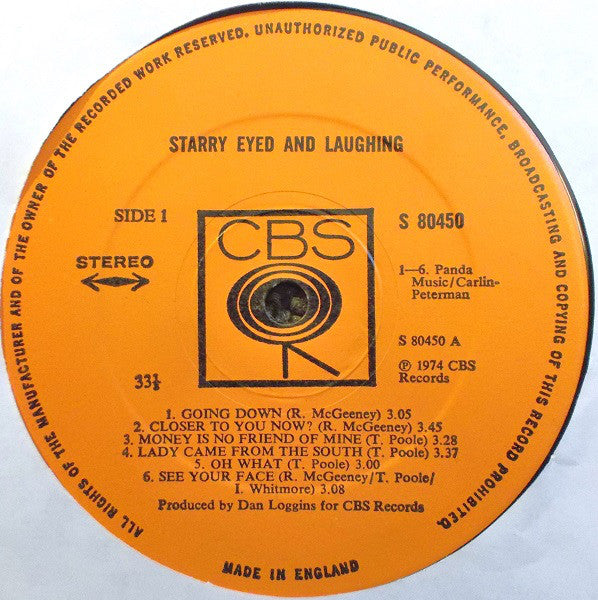 ALL RIGHTS OF THE MANUFACTURER AND OF THE OWNER OF THE RECORDED WORK RESERVED. UNAUTHORIZED PUBLIC PERFORMANCE, BROADCASTING AND COPYING OF THIS RECORD PROHIBITED.
STARRY EYED AND LAUGHING
SIDE 1
CBS
S 80450
STEREO
1—6. Panda
Music/Carlin-
Peterman
S 80450 A
℗ 1974 CBS
Records
33⅓
1. GOING DOWN (R. McGeeney) 3.05
2. CLOSER TO YOU NOW? (R. McGeeney) 3.45
3. MONEY IS NO FRIEND OF MINE (T. Poole) 3.28
4. LADY CAME FROM THE SOUTH (T. Poole) 3.37
5. OH WHAT (T. Poole) 3.00
6. SEE YOUR FACE (R. McGeeney/T. Poole/
I. Whitmore) 3.08
Produced by Dan Loggins for CBS Records
MADE IN ENGLAND